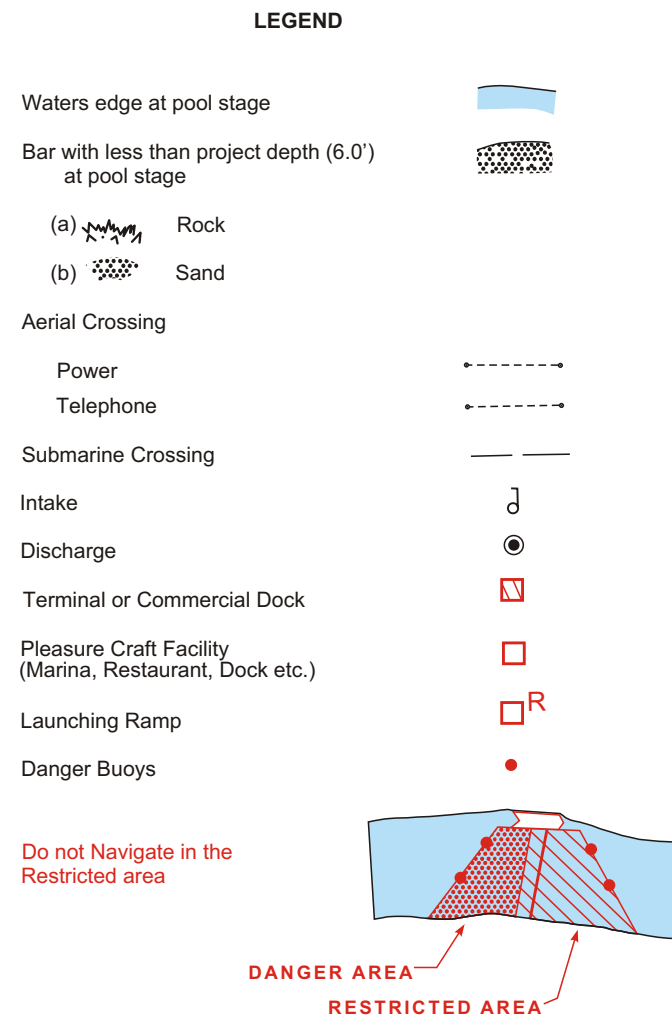 LEGEND
Waters edge at pool stage
Bar with less than project depth (6.0')
at pool stage
(a) Rock
(b) Sand
Aerial Crossing
Power
Telephone
Submarine Crossing
Intake
Discharge
Terminal or Commercial Dock
Pleasure Craft Facility
(Marina, Restaurant, Dock etc.)
Launching Ramp R
Danger Buoys
Do not Navigate in the
Restricted area
DANGER AREA
RESTRICTED AREA